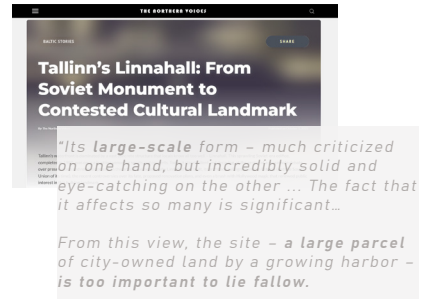 THE NORTHERN VOICES
BALTIC STORIES
SHARE
Tallinn's Linnahall: From
Soviet Monument to
Contested Cultural Landmark
"Its large-scale form – much criticized
on one hand, but incredibly solid and
eye-catching on the other ... The fact that
it affects so many is significant…
From this view, the site – a large parcel
of city-owned land by a growing harbor –
is too important to lie fallow.